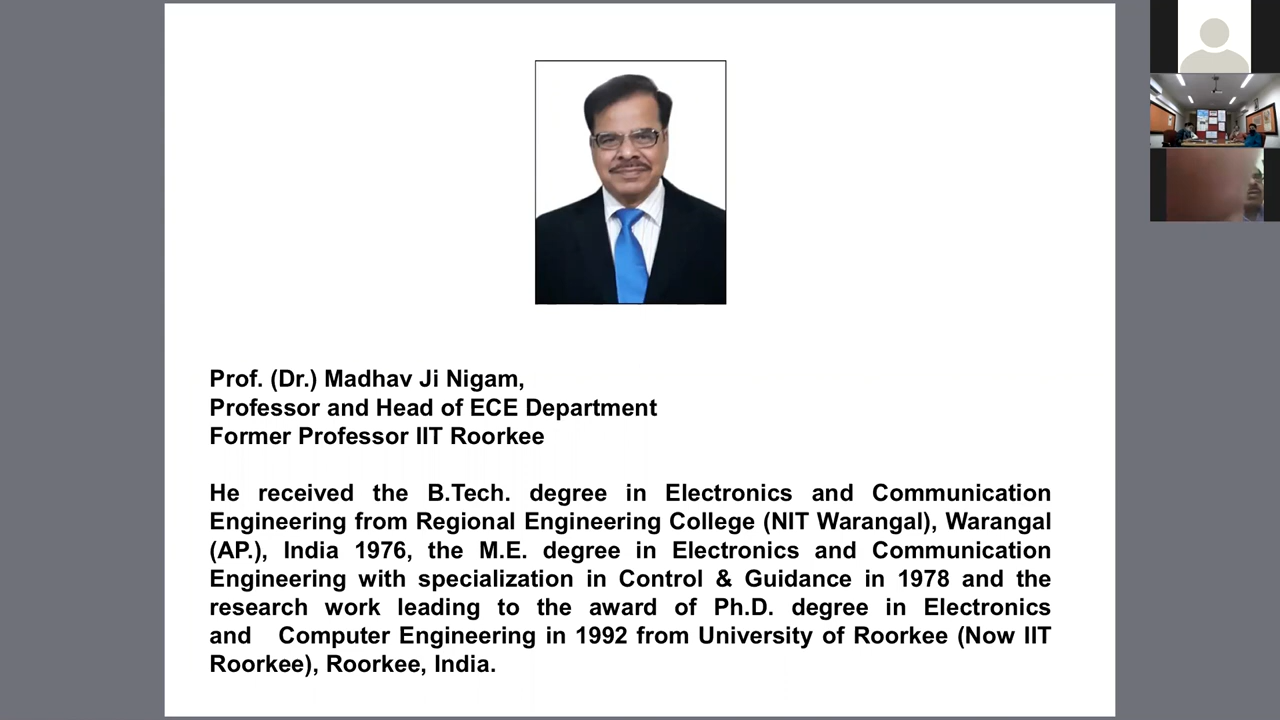 Prof. (Dr.) Madhav Ji Nigam,
Professor and Head of ECE Department
Former Professor IIT Roorkee
He received the B.Tech. degree in Electronics and Communication
Engineering from Regional Engineering College (NIT Warangal), Warangal
(AP.), India 1976, the M.E. degree in Electronics and Communication
Engineering with specialization in Control & Guidance in 1978 and the
research work leading to the award of Ph.D. degree in Electronics
and Computer Engineering in 1992 from University of Roorkee (Now IIT
Roorkee), Roorkee, India.